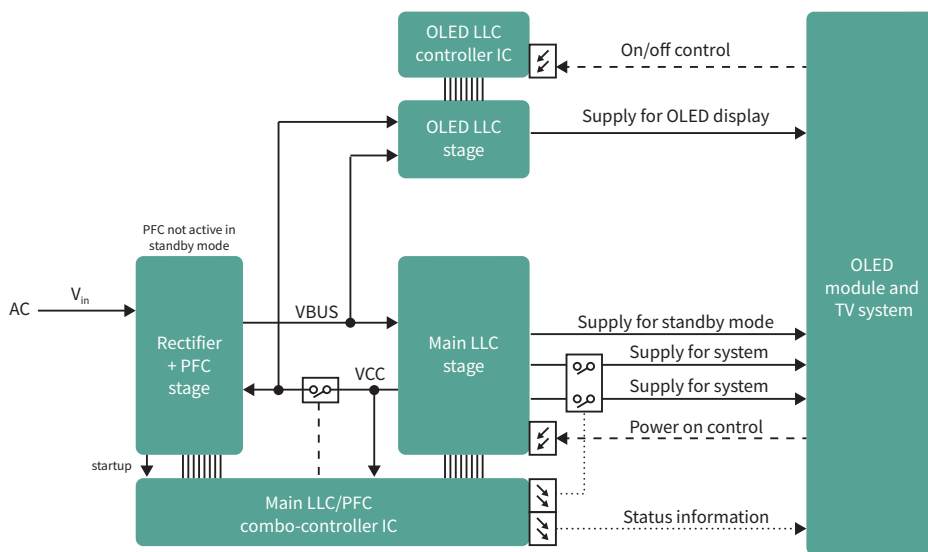 OLED LLC
controller IC
On/off control
OLED LLC
stage
Supply for OLED display
PFC not active in
standby mode
AC
Vin
Rectifier
+ PFC
stage
VBUS
VCC
Main LLC
stage
Supply for standby mode
Supply for system
Supply for system
Power on control
OLED
module and
TV system
startup
Main LLC/PFC
combo-controller IC
Status information